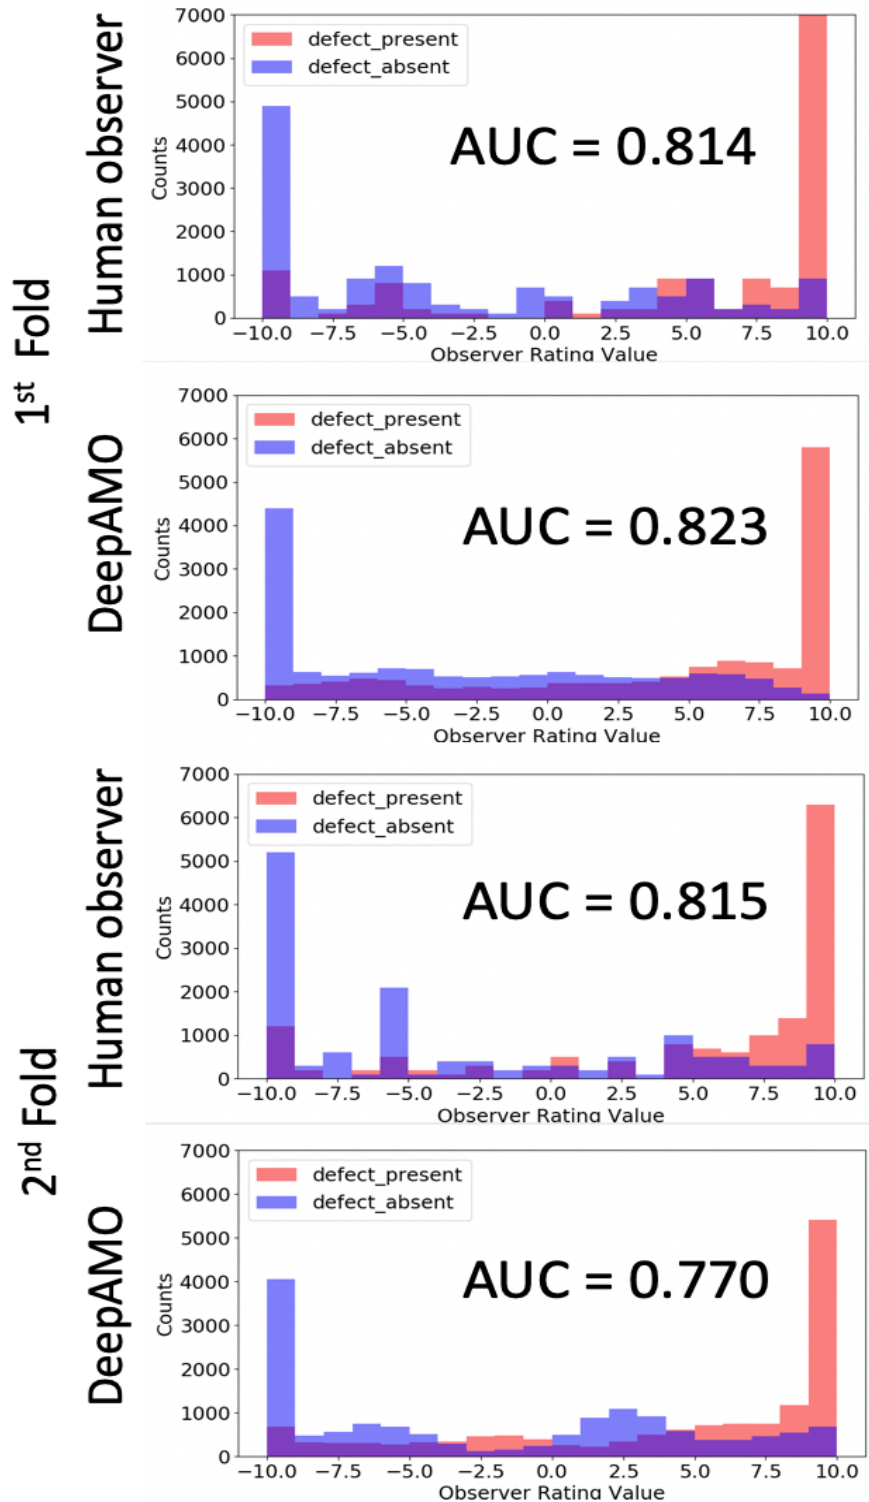 1st Fold
Human observer
7000
6000
5000
4000
3000
2000
1000
0
Counts
defect_present
defect_absent
AUC = 0.814
−10.0 −7.5 −5.0 −2.5 0.0 2.5 5.0 7.5 10.0
Observer Rating Value
DeepAMO
7000
6000
5000
4000
3000
2000
1000
0
Counts
defect_present
defect_absent
AUC = 0.823
−10.0 −7.5 −5.0 −2.5 0.0 2.5 5.0 7.5 10.0
Observer Rating Value
2nd Fold
Human observer
7000
6000
5000
4000
3000
2000
1000
0
Counts
defect_present
defect_absent
AUC = 0.815
−10.0 −7.5 −5.0 −2.5 0.0 2.5 5.0 7.5 10.0
Observer Rating Value
DeepAMO
7000
6000
5000
4000
3000
2000
1000
0
Counts
defect_present
defect_absent
AUC = 0.770
−10.0 −7.5 −5.0 −2.5 0.0 2.5 5.0 7.5 10.0
Observer Rating Value